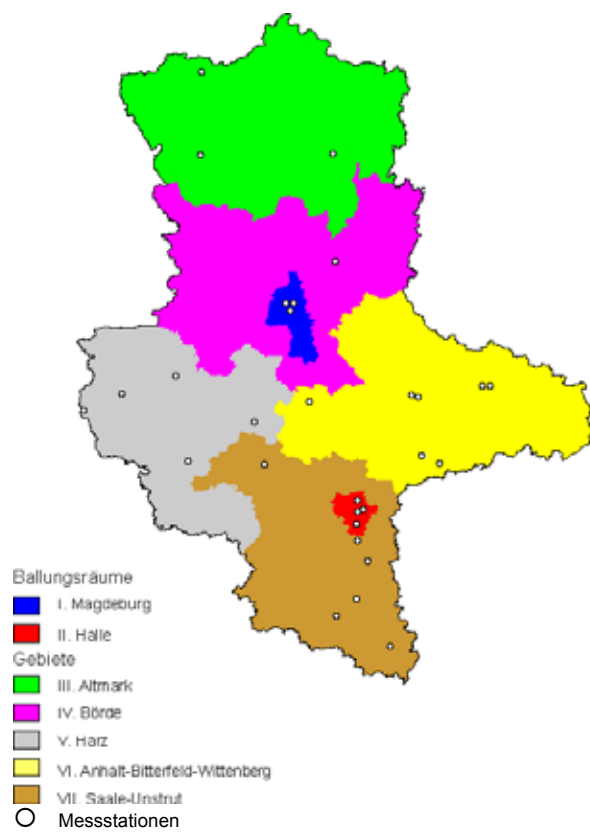 Ballungsräume
I. Magdeburg
II. Halle
Gebiete
III. Altmark
IV. Börde
V. Harz
VI. Anhalt-Bitterfeld-Wittenberg
VII. Saale-Unstrut
Messstationen